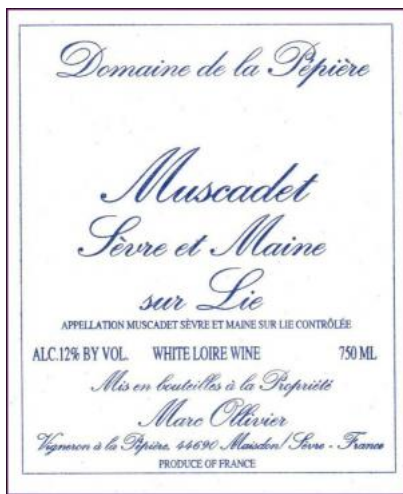 Domaine de la Pépière
Muscadet
Sèvre et Maine
sur Lie
APPELLATION MUSCADET SÈVRE ET MAINE SUR LIE CONTRÔLÉE
ALC.12% BY VOL. WHITE LOIRE WINE 750 ML
Mis en bouteilles à la Propriété
Marc Ollivier
Vigneron à la Pépière, 44690 Maisdon/Sèvre - France
PRODUCE OF FRANCE